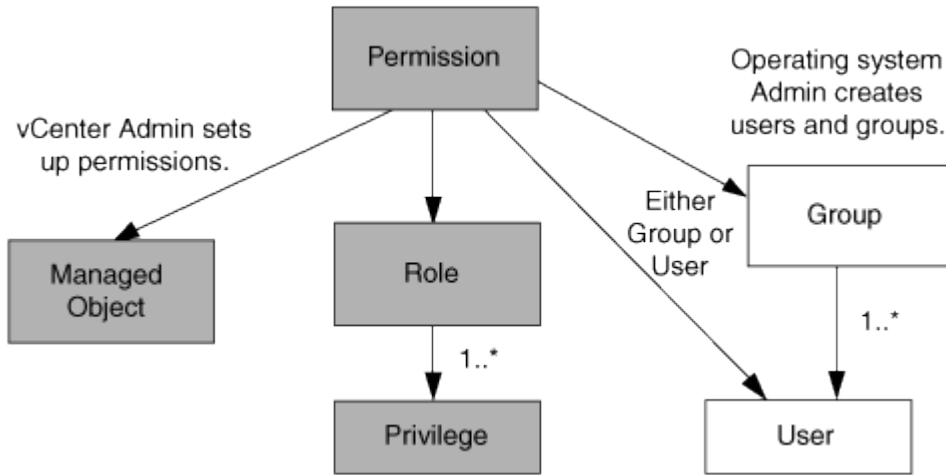 Permission
Operating system
Admin creates
users and groups.
vCenter Admin sets
up permissions.
Either
Group or
User
Group
Managed
Object
Role
1..*
1..*
Privilege
User